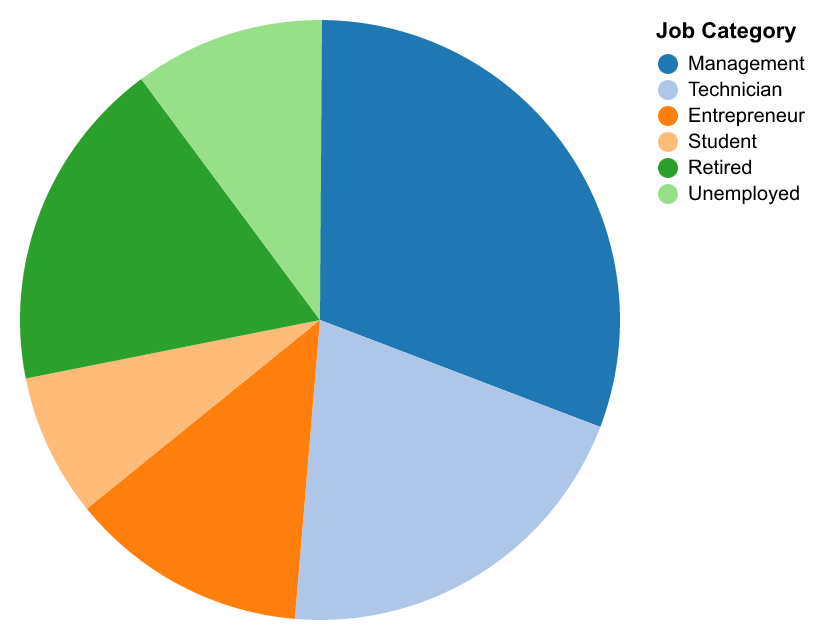 Job Category
Management
Technician
Entrepreneur
Student
Retired
Unemployed